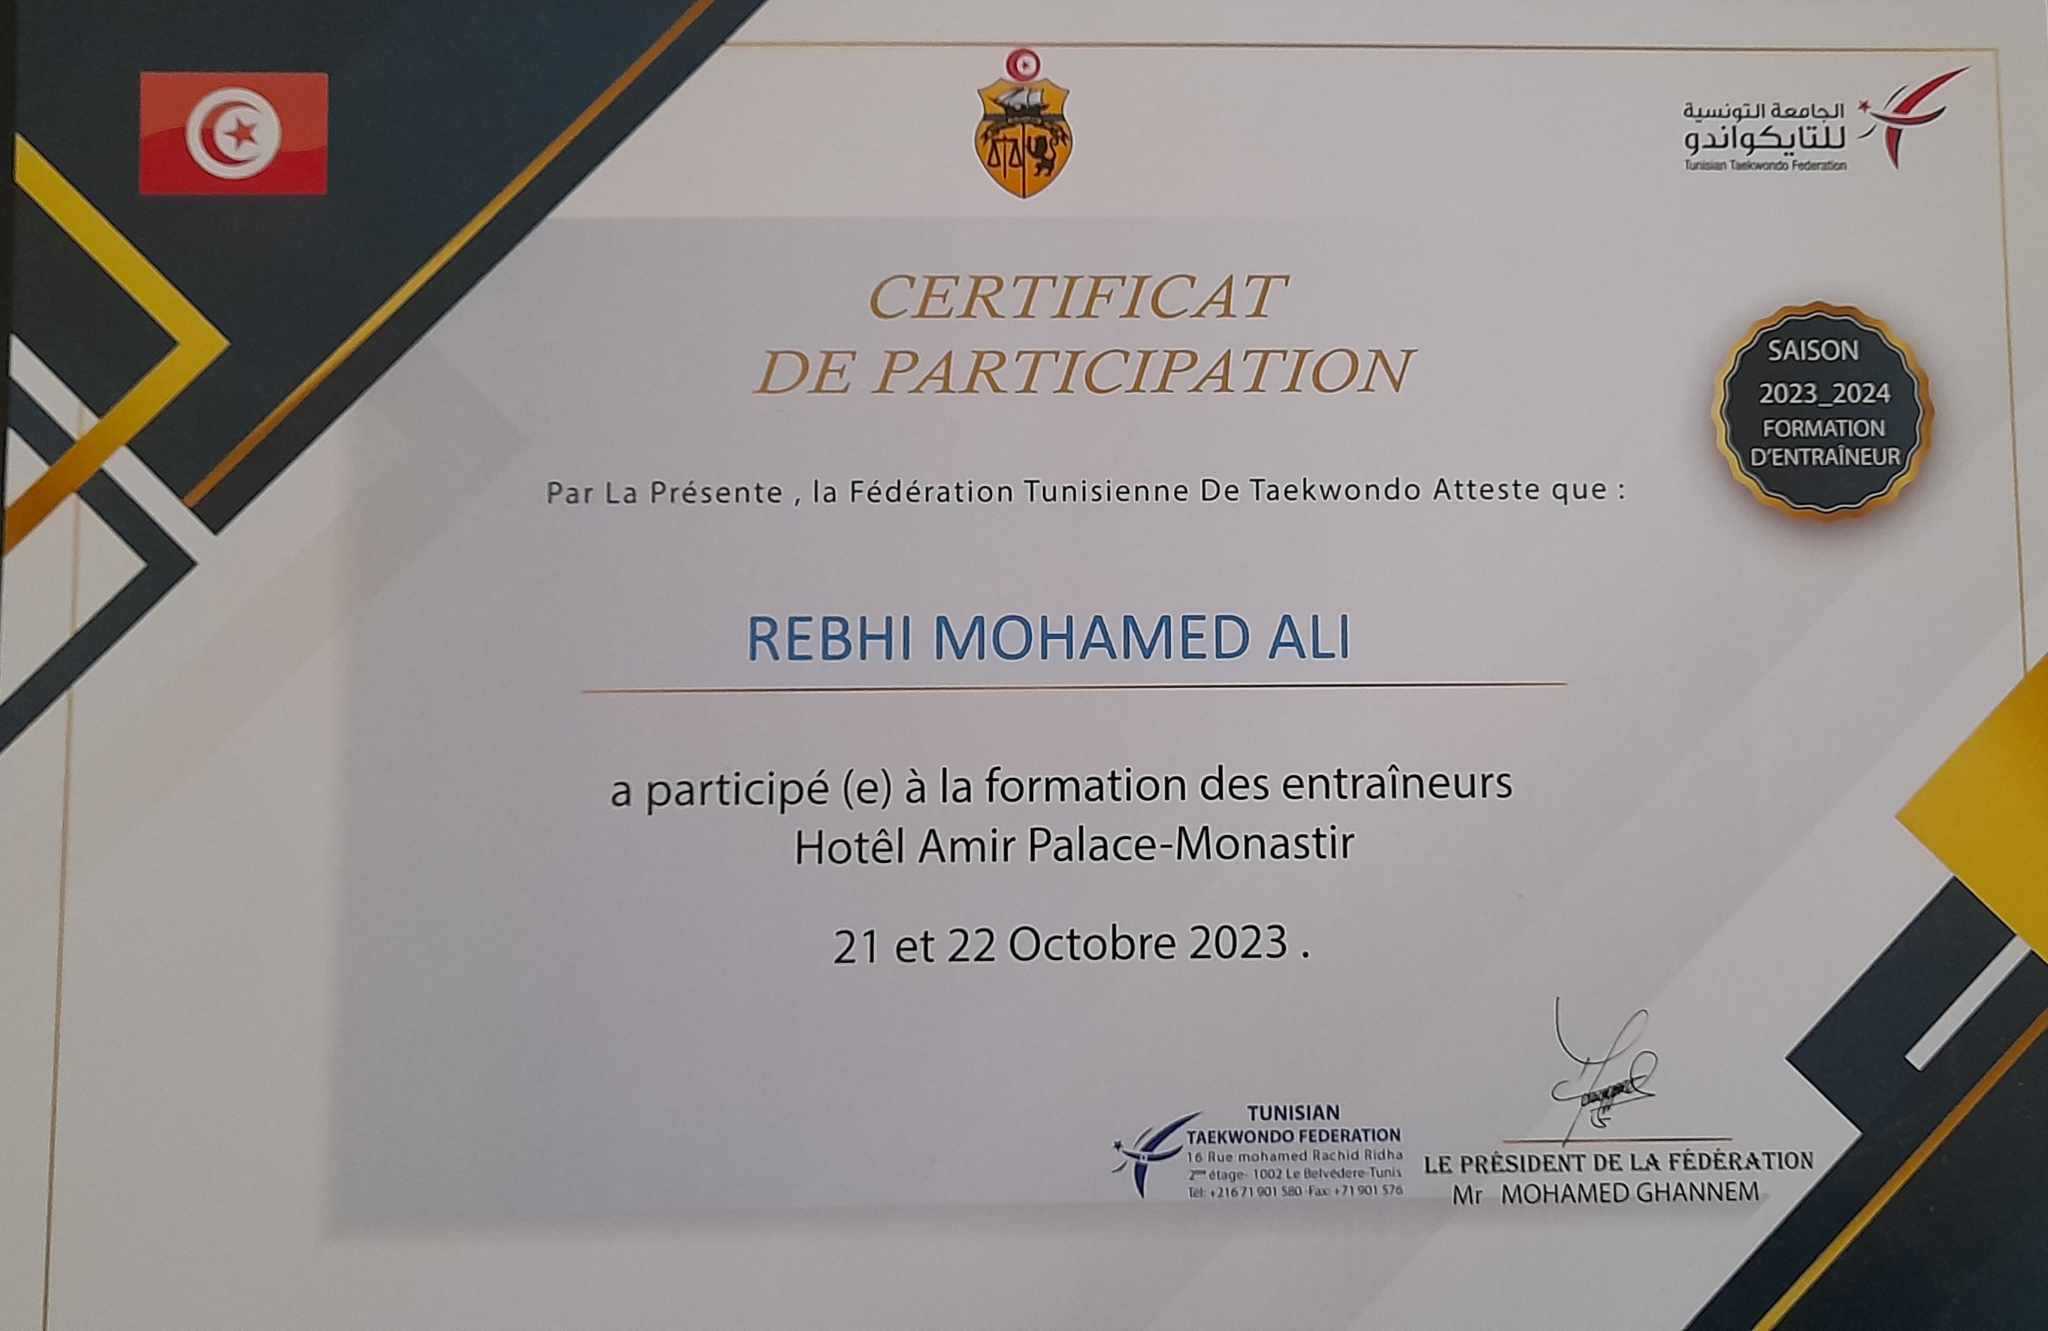 الجامعة التونسية
للتايكواندو
Tunisian Taekwondo Federation
CERTIFICAT
DE PARTICIPATION
SAISON
2023_2024
FORMATION
D'ENTRAÎNEUR
Par La Présente , la Fédération Tunisienne De Taekwondo Atteste que :
REBHI MOHAMED ALI
a participé (e) à la formation des entraîneurs
Hotêl Amir Palace-Monastir
21 et 22 Octobre 2023 .
TUNISIAN
TAEKWONDO FEDERATION
16 Rue mohamed Rachid Ridha
2ème étage- 1002 Le Belvédere-Tunis
Tél: +216 71 901 580 -Fax: +71 901 576
LE PRÉSIDENT DE LA FÉDÉRATION
Mr MOHAMED GHANNEM